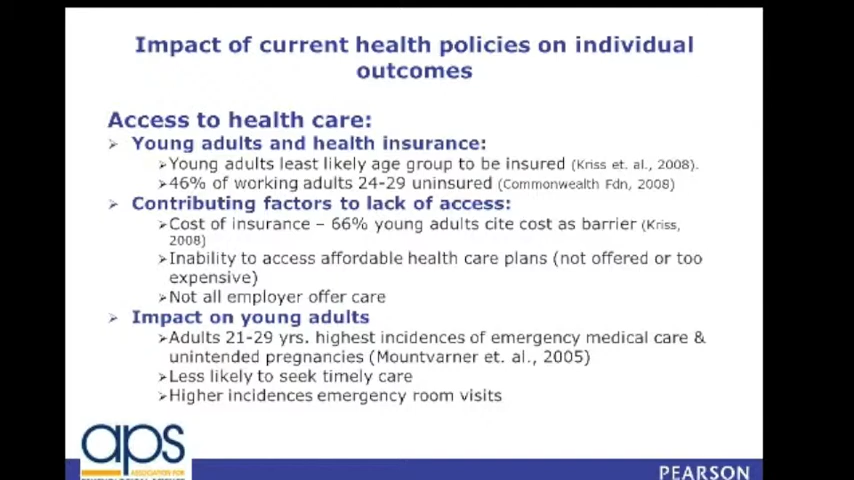 Impact of current health policies on individual
outcomes
Access to health care:
Young adults and health insurance:
Young adults least likely age group to be insured (Kriss et. al., 2008).
46% of working adults 24-29 uninsured (Commonwealth Fdn, 2008)
Contributing factors to lack of access:
Cost of insurance – 66% young adults cite cost as barrier (Kriss,
2008)
Inability to access affordable health care plans (not offered or too
expensive)
Not all employer offer care
Impact on young adults
Adults 21-29 yrs. highest incidences of emergency medical care &
unintended pregnancies (Mountvarner et. al., 2005)
Less likely to seek timely care
Higher incidences emergency room visits
aps
ASSOCIATION FOR
PEARSON